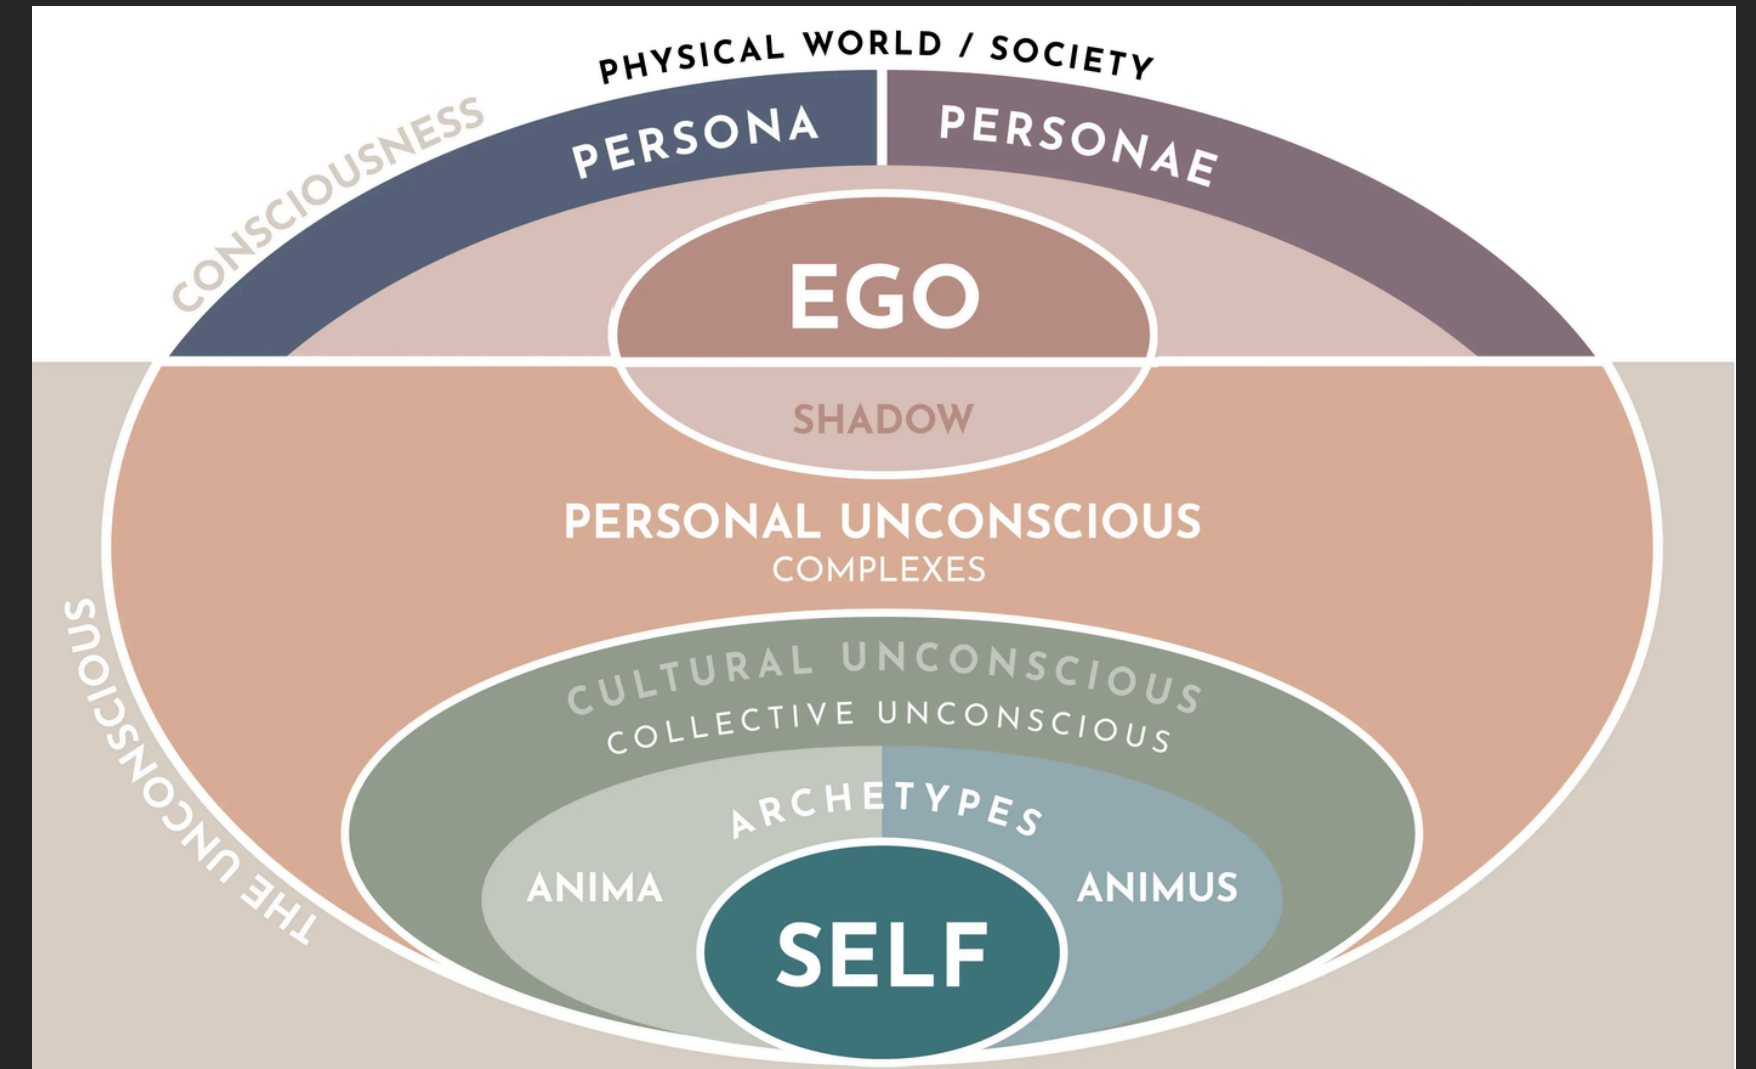 PHYSICAL WORLD / SOCIETY
CONSCIOUSNESS
PERSONA
PERSONAE
EGO
SHADOW
PERSONAL UNCONSCIOUS
COMPLEXES
THE UNCONSCIOUS
CULTURAL UNCONSCIOUS
COLLECTIVE UNCONSCIOUS
ARCHETYPES
ANIMA
ANIMUS
SELF